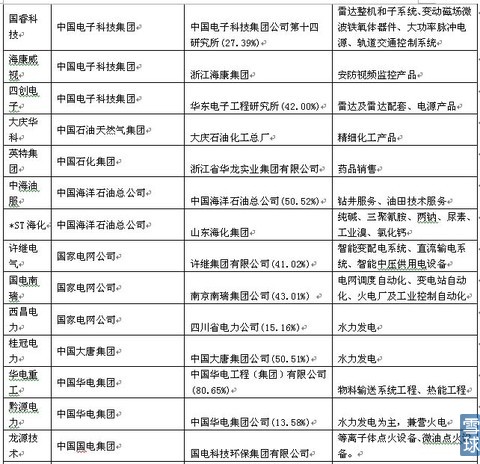 国睿科技 中国电子科技集团 中国电子科技集团公司第十四研究所(27.39%) 雷达整机和子系统、变动磁场微波铁氧体器件、大功率脉冲电源、轨道交通控制系统
海康威视 中国电子科技集团 浙江海康集团 安防视频监控产品
四创电子 中国电子科技集团 华东电子工程研究所(42.00%) 雷达及雷达配套、电源产品
大庆华科 中国石油天然气集团 大庆石油化工总厂 精细化工产品
英特集团 中国石化集团 浙江省华龙实业集团有限公司 药品销售
中海油服 中国海洋石油总公司 中国海洋石油总公司(50.52%) 钻井服务、油田技术服务
*ST海化 中国海洋石油总公司 山东海化集团 纯碱、三聚氰胺、两钠、尿素、工业溴、氯化钙
许继电气 国家电网公司 许继集团有限公司(41.02%) 智能变配电系统、直流输电系统、智能中压供用电设备
国电南瑞 国家电网公司 南京南瑞集团(43.01%) 电网调度自动化、变电站自动化、火电厂及工业控制自动化
西昌电力 国家电网公司 四川省电力公司(15.16%) 水力发电
桂冠电力 中国大唐集团 中国大唐集团公司(50.51%) 水力发电
华电重工 中国华电集团 中国华电工程（集团）有限公司(80.65%) 物料输送系统工程、热能工程
黔源电力 中国华电集团 中国华电集团公司(13.58%) 水力发电为主，兼营火电
龙源技术 中国国电集团 国电科技环保集团有限公司 等离子体点火设备、微油点火设备。
雪球